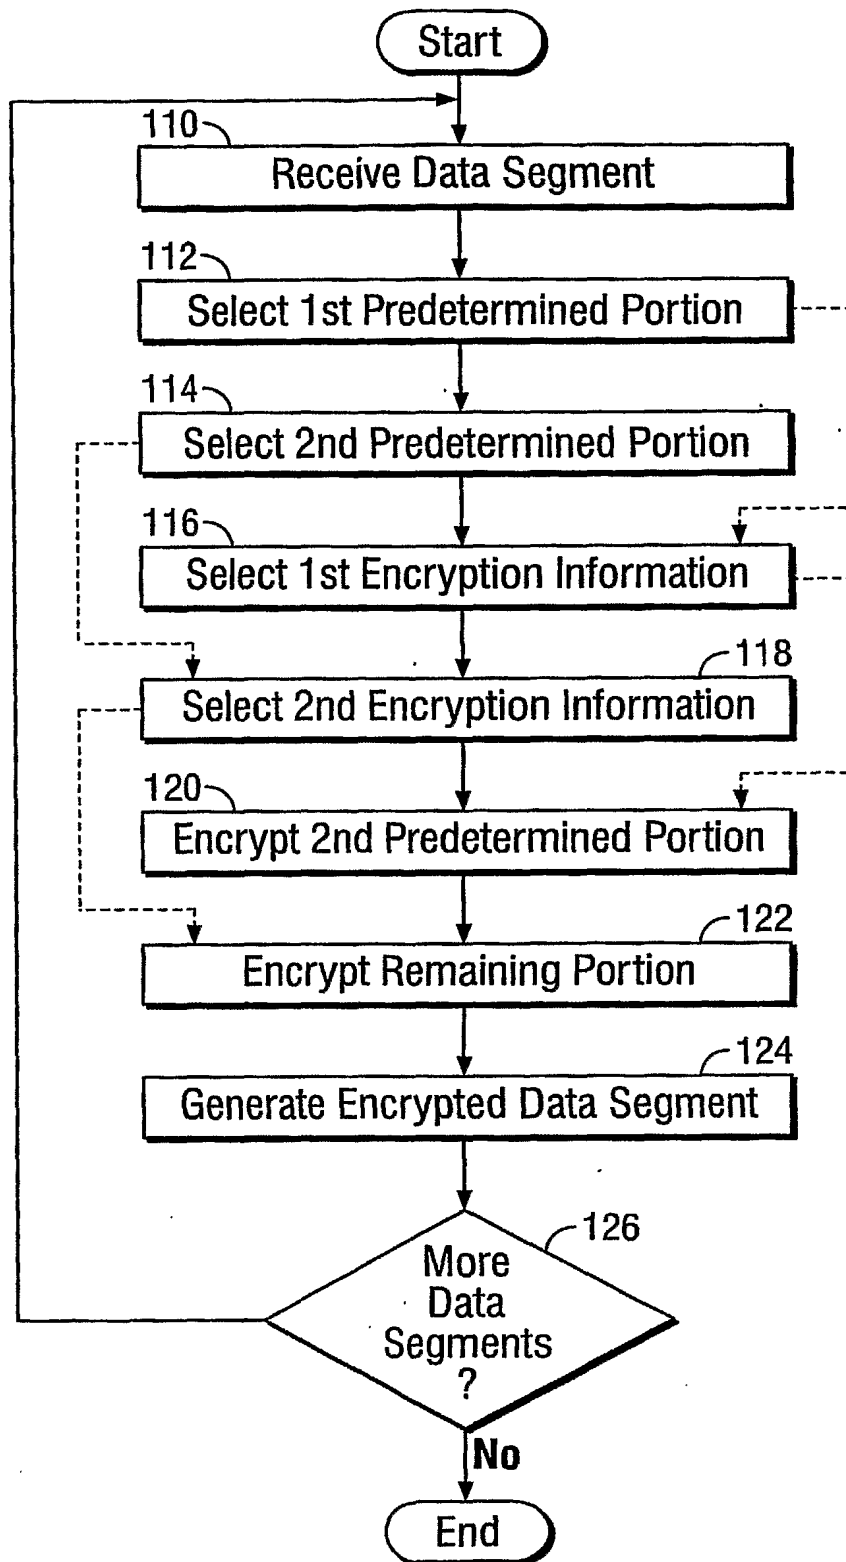 Start
110
Receive Data Segment
112
Select 1st Predetermined Portion
114
Select 2nd Predetermined Portion
116
Select 1st Encryption Information
118
Select 2nd Encryption Information
120
Encrypt 2nd Predetermined Portion
122
Encrypt Remaining Portion
124
Generate Encrypted Data Segment
126
More
Data
Segments
?
No
End